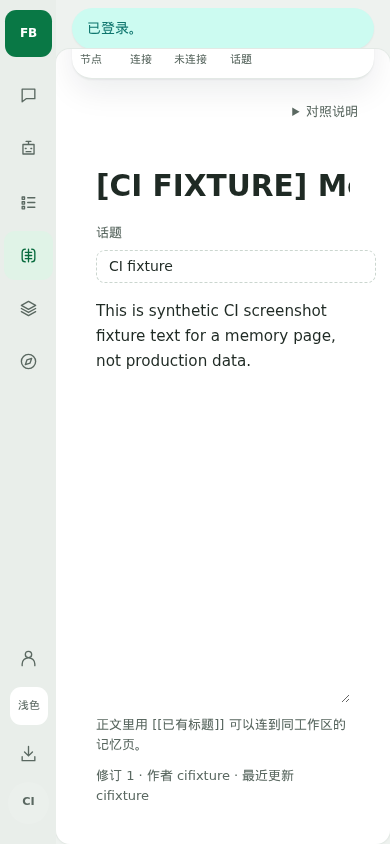 FB
已登录。
节点 连接 未连接 话题
▶ 对照说明
[CI FIXTURE] M
话题
CI fixture
This is synthetic CI screenshot
fixture text for a memory page,
not production data.
正文里用 [[已有标题]] 可以连到同工作区的
记忆页。
修订 1 · 作者 cifixture · 最近更新
cifixture
浅色
CI